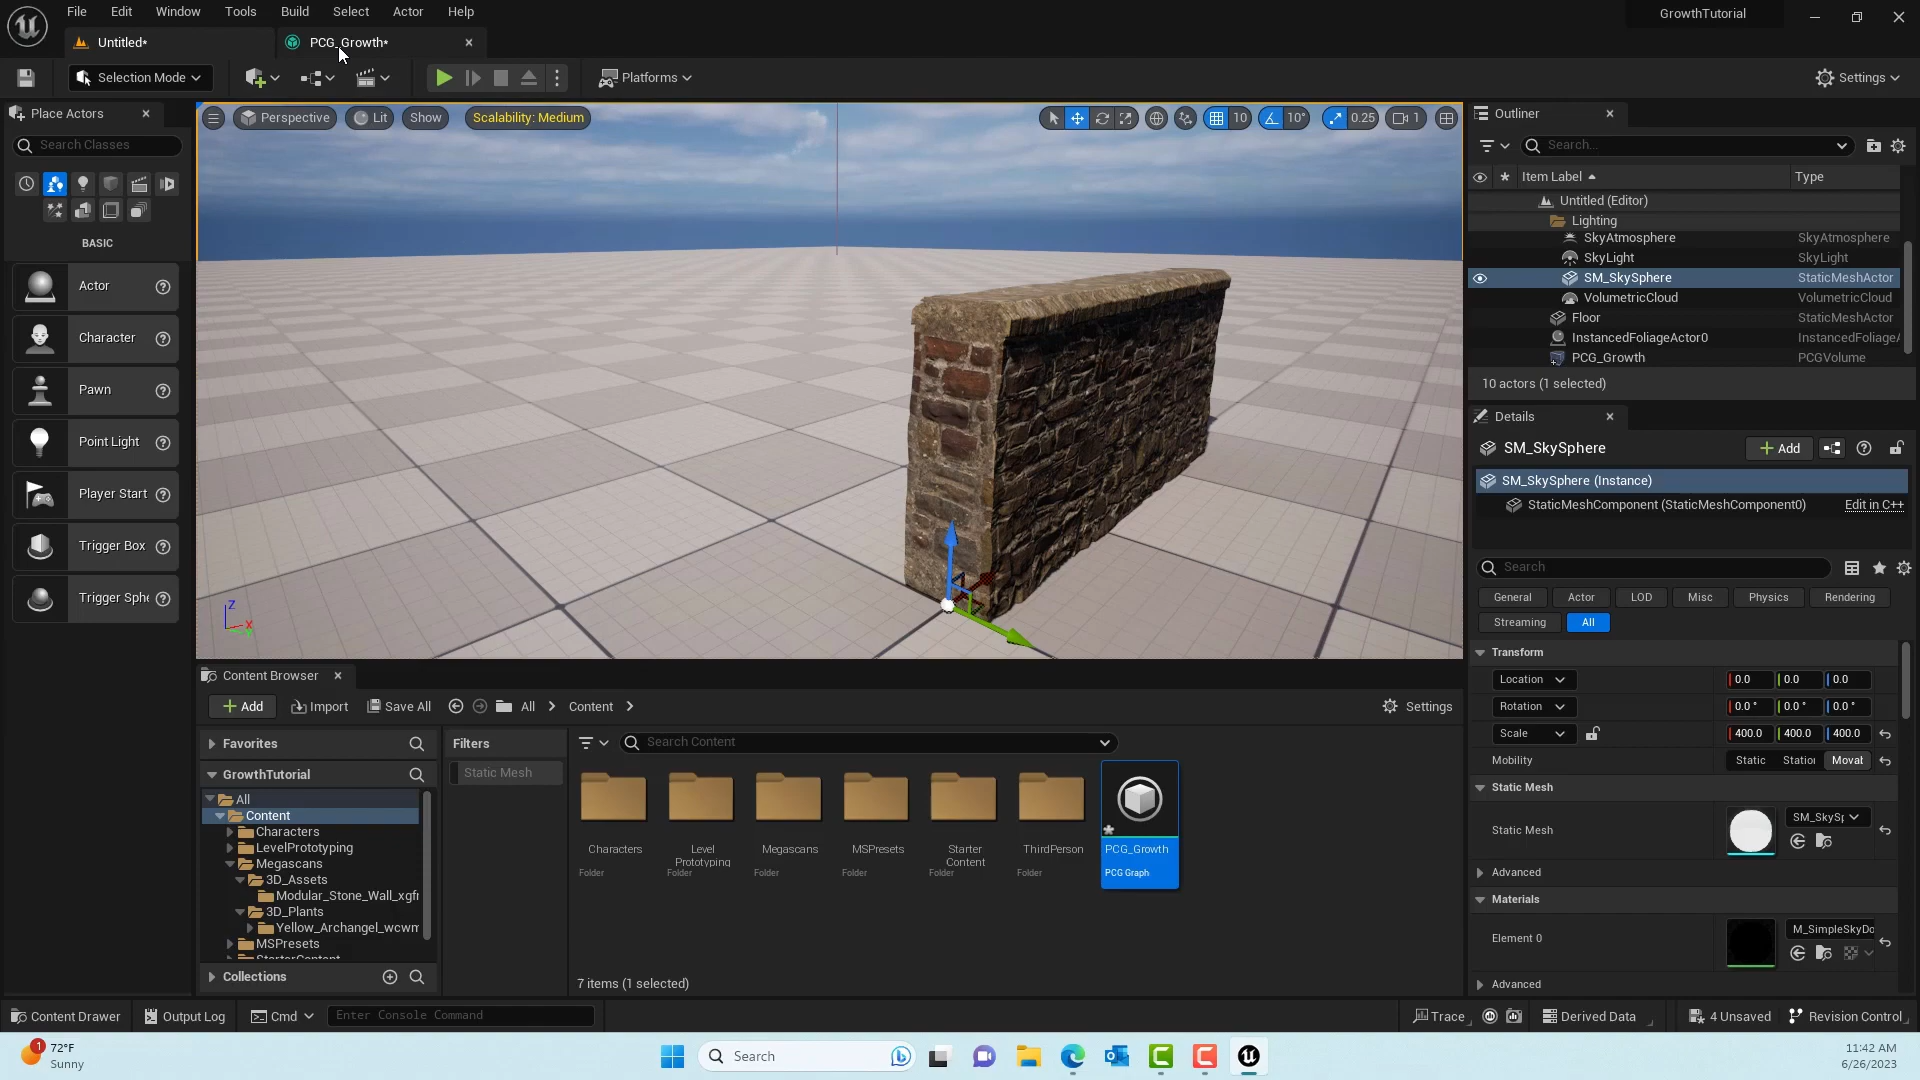 File Edit Window Tools Build Select Actor Help
GrowthTutorial
Untitled*
PCG_Growth*
Selection Mode
Platforms
Settings
Place Actors
Search Classes
BASIC
Actor
Character
Pawn
Point Light
Player Start
Trigger Box
Trigger Sphe
Perspective
Lit
Show
Scalability: Medium
10
10°
0.25
1
Z
X
Y
Outliner
Search...
Item Label
Type
Untitled (Editor)
Lighting
SkyAtmosphere SkyAtmosphere
SkyLight SkyLight
SM_SkySphere StaticMeshActor
VolumetricCloud VolumetricCloud
Floor StaticMeshActor
InstancedFoliageActor0 InstancedFoliageA
PCG_Growth PCGVolume
10 actors (1 selected)
Details
SM_SkySphere
Add
SM_SkySphere (Instance)
StaticMeshComponent (StaticMeshComponent0) Edit in C++
Search
General Actor LOD Misc Physics Rendering
Streaming All
Transform
Location 0.0 0.0 0.0
Rotation 0.0 ° 0.0 ° 0.0 °
Scale 400.0 400.0 400.0
Mobility Static Station Moval
Static Mesh
Static Mesh SM_SkySp
Advanced
Materials
Element 0 M_SimpleSkyDo
Advanced
Content Browser
Add Import Save All All Content Settings
Favorites
GrowthTutorial
All
Content
Characters
LevelPrototyping
Megascans
3D_Assets
Modular_Stone_Wall_xgfr
3D_Plants
Yellow_Archangel_wcwm
MSPresets
StarterContent
Collections
Filters
Static Mesh
Search Content
Characters
Folder
Level Prototyping
Folder
Megascans
Folder
MSPresets
Folder
Starter Content
Folder
ThirdPerson
Folder
PCG_Growth
PCG Graph
7 items (1 selected)
Content Drawer
Output Log
Cmd
Enter Console Command
Trace
Derived Data
4 Unsaved
Revision Control
1
72°F
Sunny
Search
11:42 AM
6/26/2023